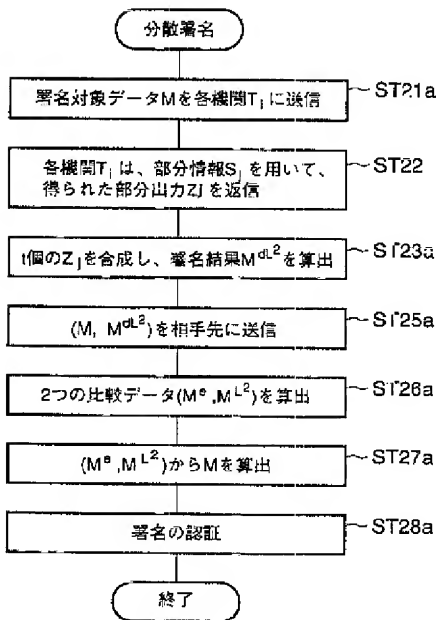 分散署名
署名対象データMを各機関Tjに送信
ST21a
各機関Tjは、部分情報Sjを用いて、
得られた部分出力Zjを返信
ST22
t個のZjを合成し、署名結果M^dL²を算出
ST23a
(M, M^dL²)を相手先に送信
ST25a
2つの比較データ(M^e ,M^L²)を算出
ST26a
(M^e ,M^L²)からMを算出
ST27a
署名の認証
ST28a
終了